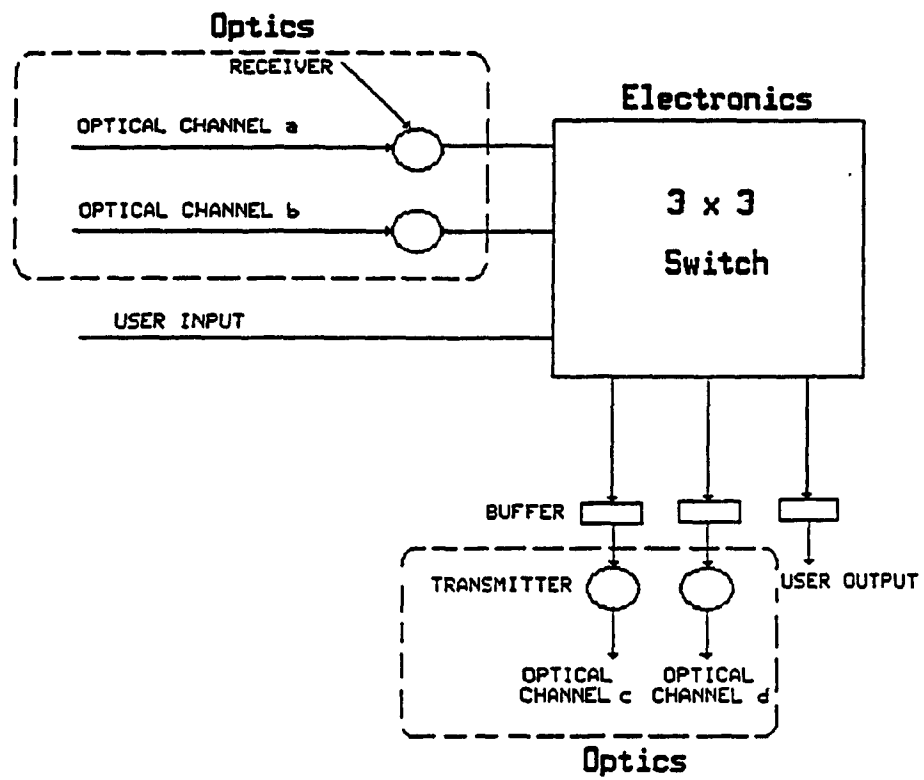 Optics
RECEIVER
OPTICAL CHANNEL a
OPTICAL CHANNEL b
USER INPUT
Electronics
3 x 3
Switch
BUFFER
TRANSMITTER
USER OUTPUT
OPTICAL
CHANNEL c
OPTICAL
CHANNEL d
Optics